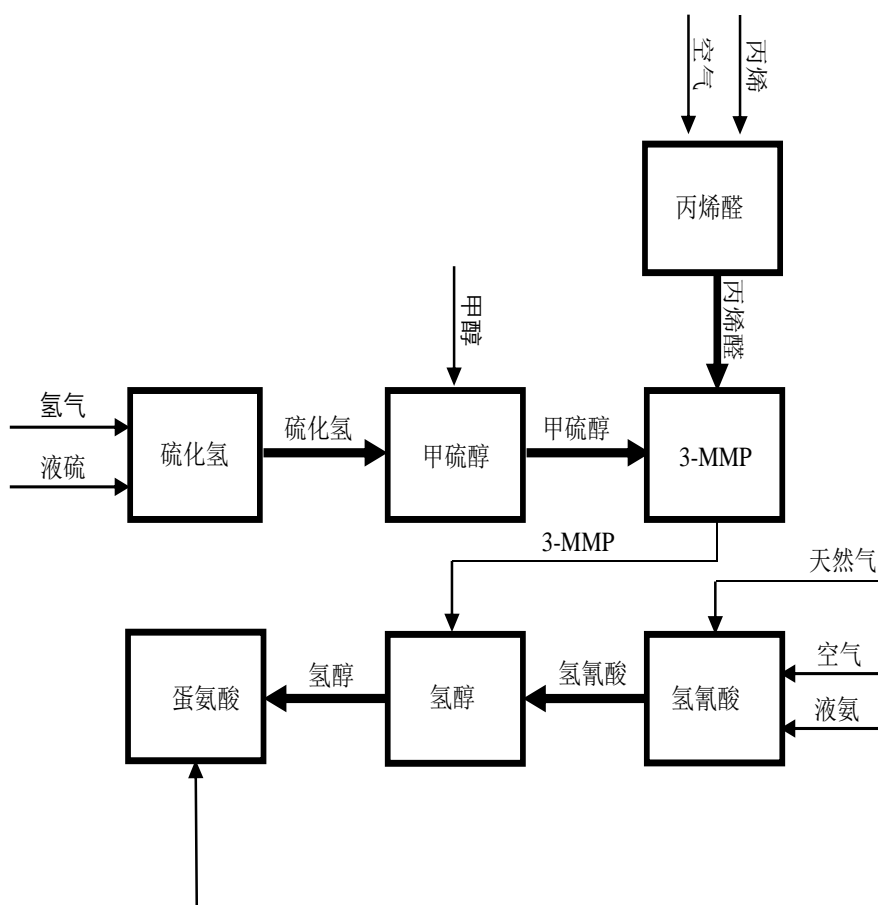 空气
丙烯
丙烯醛
丙烯醛
甲醇
氢气
液硫
硫化氢
硫化氢
甲硫醇
甲硫醇
3-MMP
3-MMP
天然气
空气
液氨
氢氰酸
氢氰酸
氢醇
氢醇
蛋氨酸